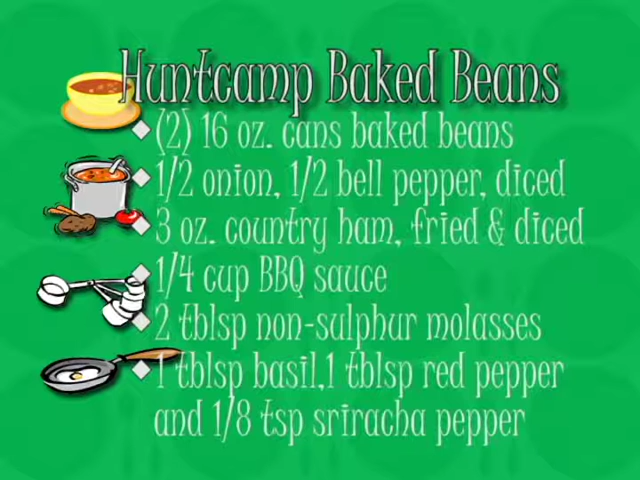 Huntcamp Baked Beans
(2) 16 oz. cans baked beans
1/2 onion, 1/2 bell pepper, diced
3 oz. country ham, fried & diced
1/4 cup BBQ sauce
2 tblsp non-sulphur molasses
1 tblsp basil,1 tblsp red pepper
and 1/8 tsp sriracha pepper